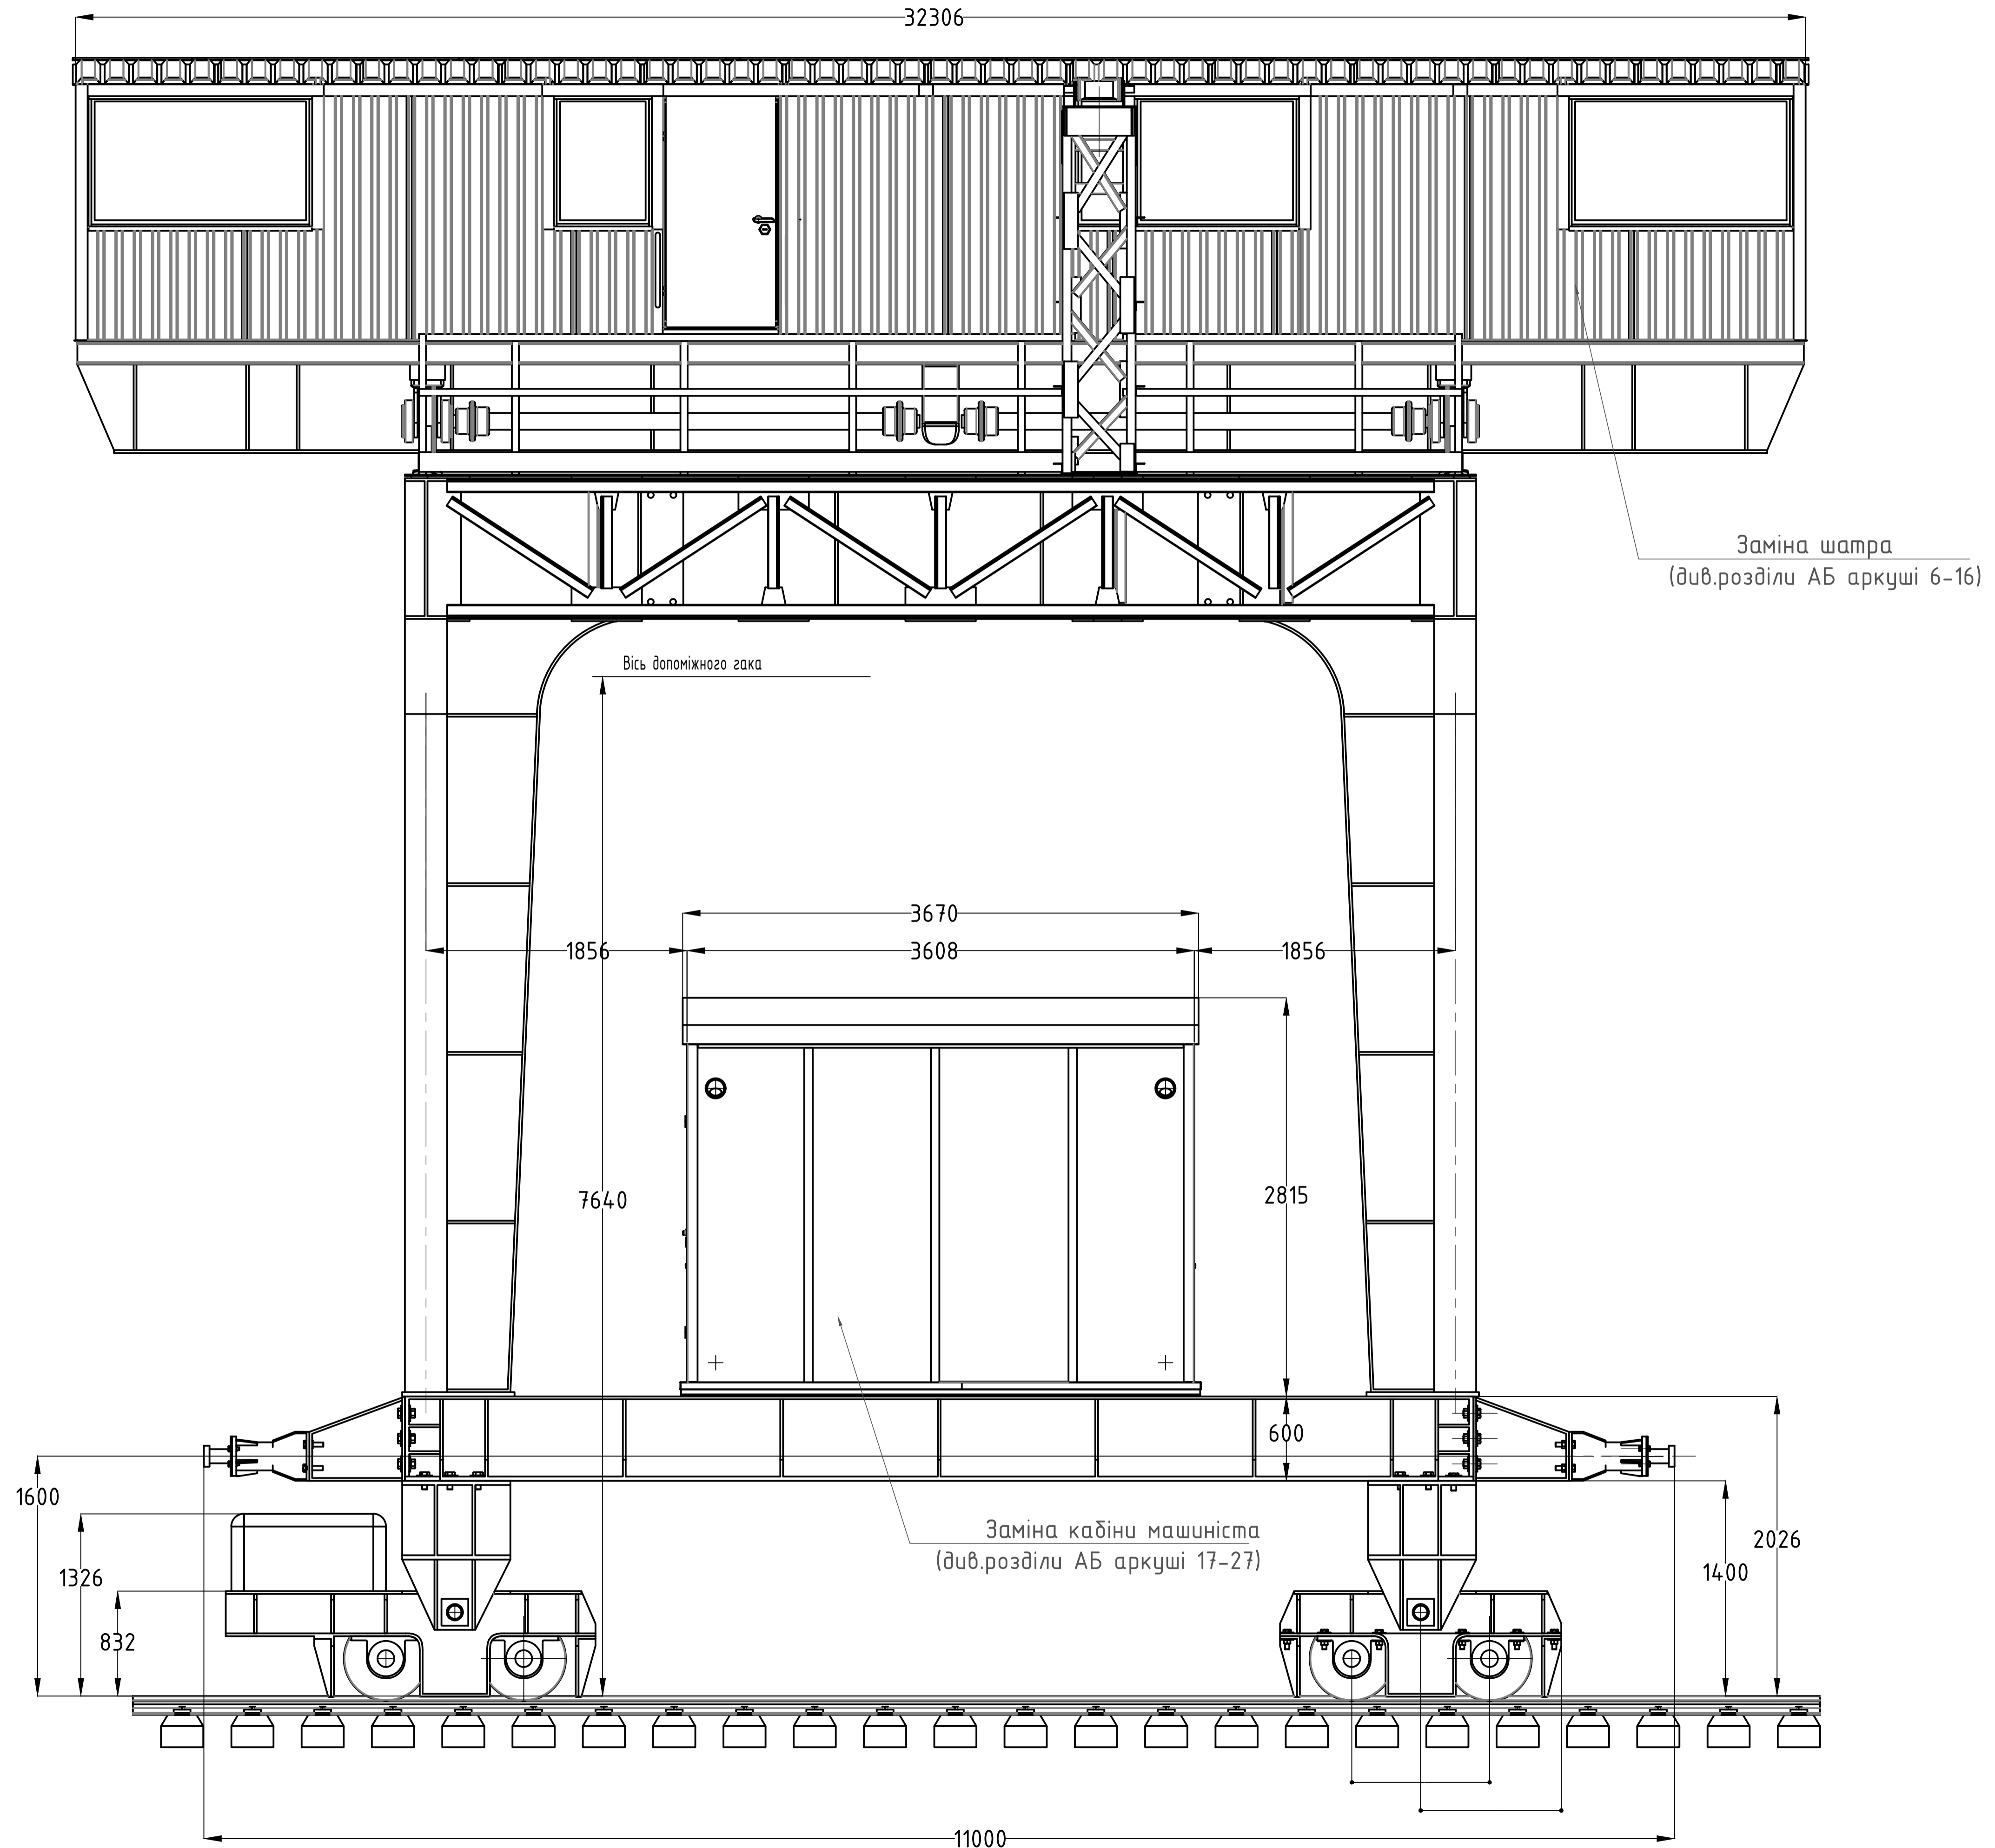 32306
Заміна шатра
(див.розділи АБ аркуші 6-16)
Вісь допоміжного гака
3670
1856
3608
1856
7640
2815
600
1600
Заміна кабіни машиніста
(див.розділи АБ аркуші 17-27)
2026
1400
1326
832
11000